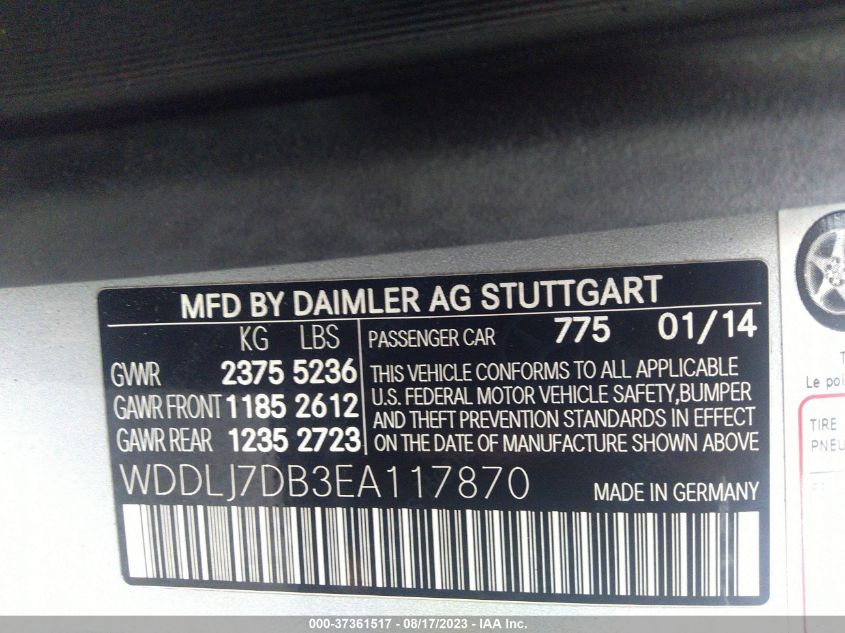 MFD BY DAIMLER AG STUTTGART
KG LBS
GVWR 2375 5236
GAWR FRONT 1185 2612
GAWR REAR 1235 2723
PASSENGER CAR 775 01/14
THIS VEHICLE CONFORMS TO ALL APPLICABLE
U.S. FEDERAL MOTOR VEHICLE SAFETY,BUMPER
AND THEFT PREVENTION STANDARDS IN EFFECT
ON THE DATE OF MANUFACTURE SHOWN ABOVE
WDDLJ7DB3EA117870 MADE IN GERMANY
T
Le poi
TIRE
PNEU
000-37361517 - 08/17/2023 - IAA Inc.